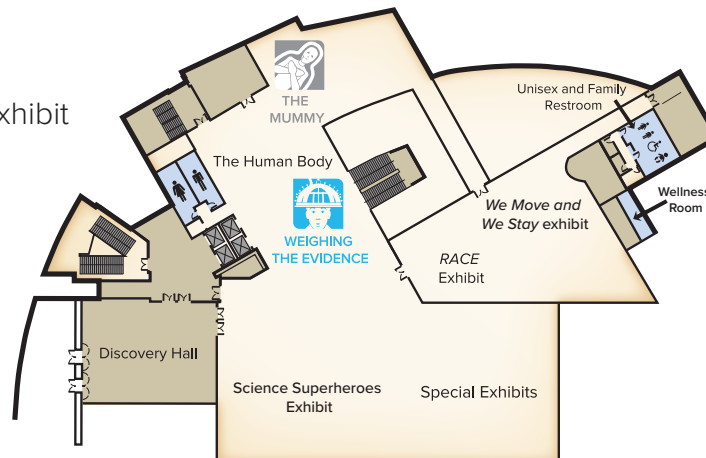 xhibit
THE
MUMMY
Unisex and Family
Restroom
The Human Body
WEIGHING
THE EVIDENCE
We Move and
We Stay exhibit
Wellness
Room
RACE
Exhibit
Discovery Hall
Science Superheroes
Exhibit
Special Exhibits